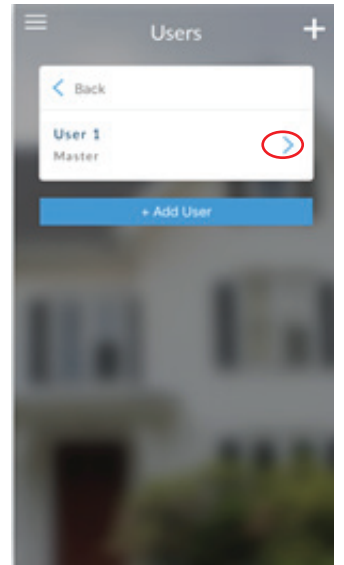 Users +
Back
User 1
Master
+ Add User